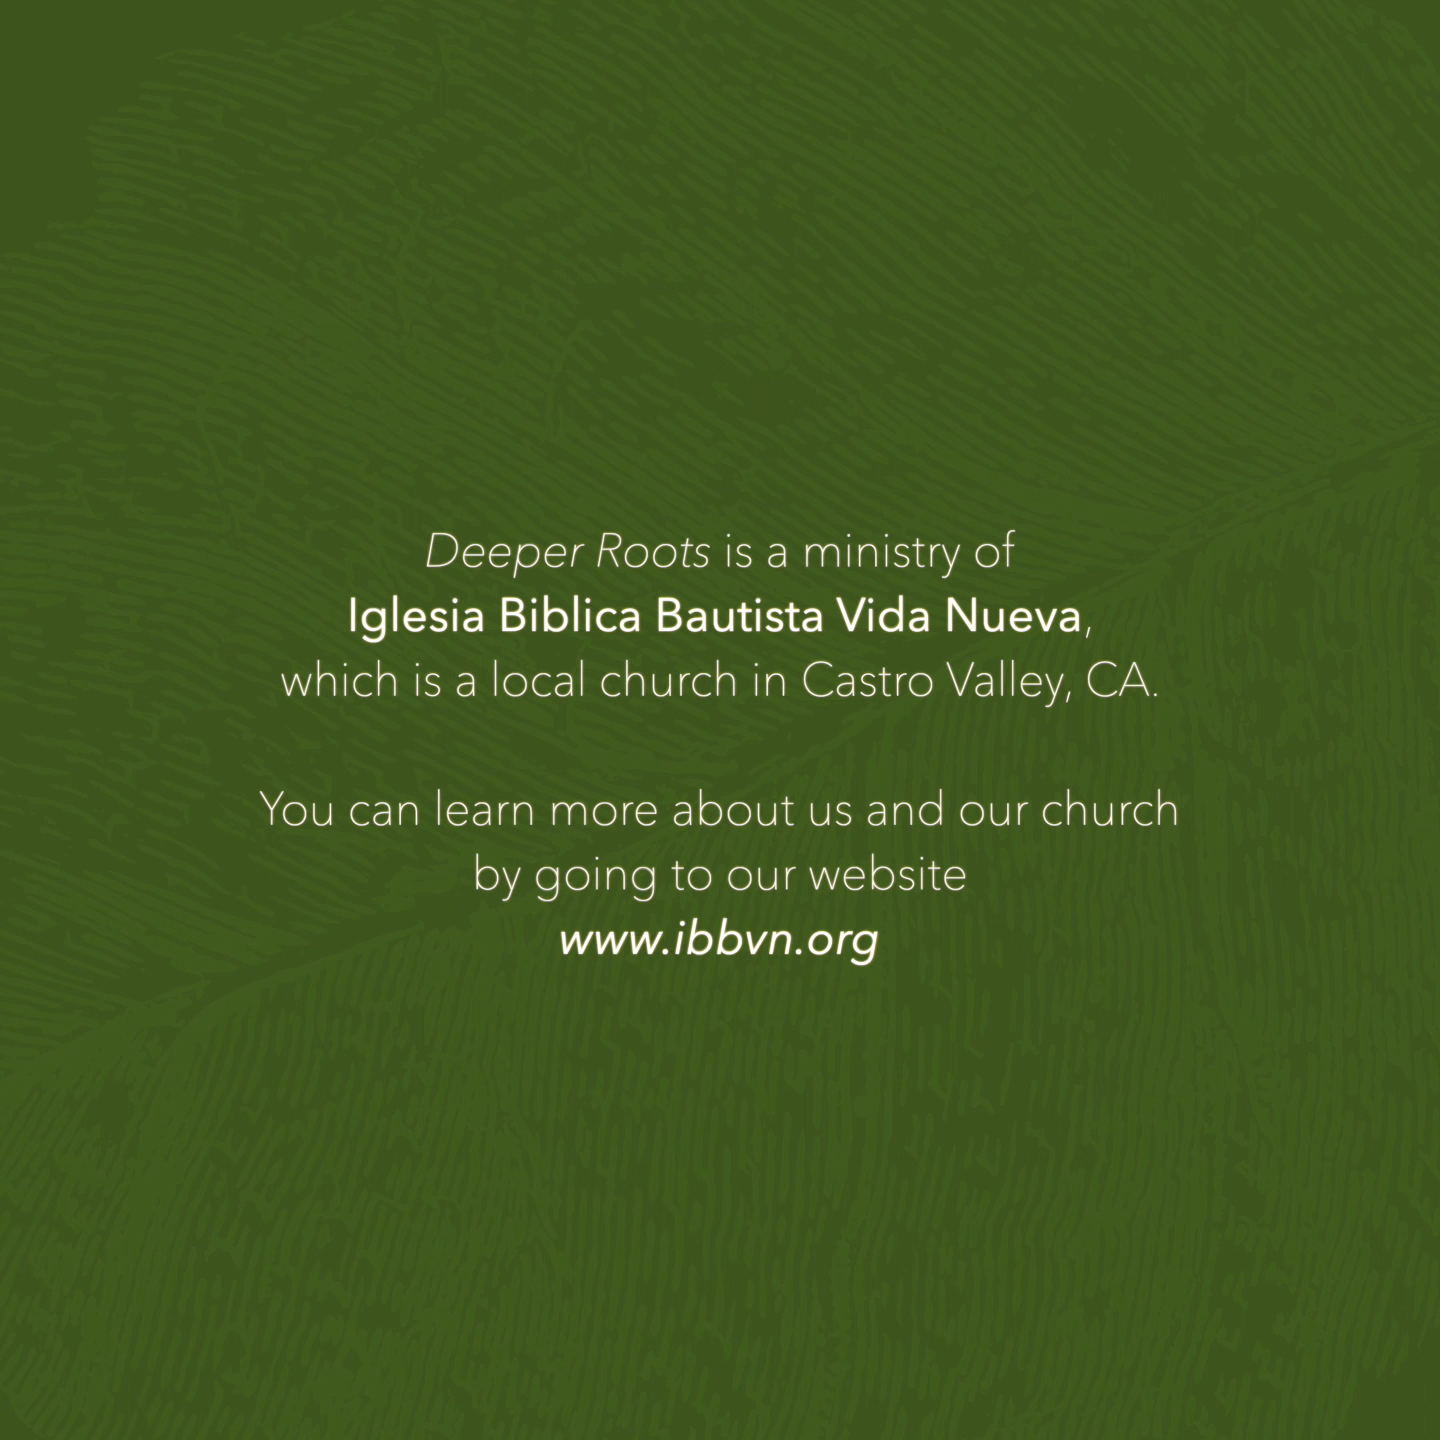 Deeper Roots is a ministry of
Iglesia Biblica Bautista Vida Nueva,
which is a local church in Castro Valley, CA.
You can learn more about us and our church
by going to our website
www.ibbvn.org